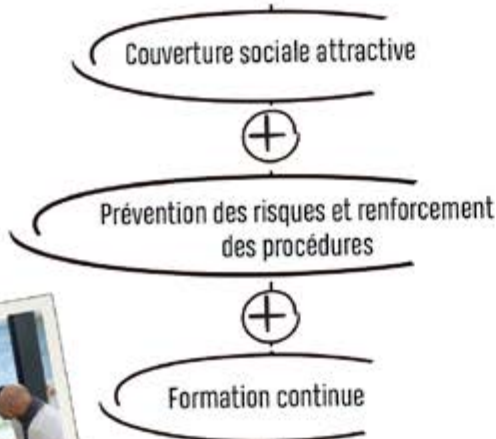 Couverture sociale attractive
+
Prévention des risques et renforcement
des procédures
+
Formation continue